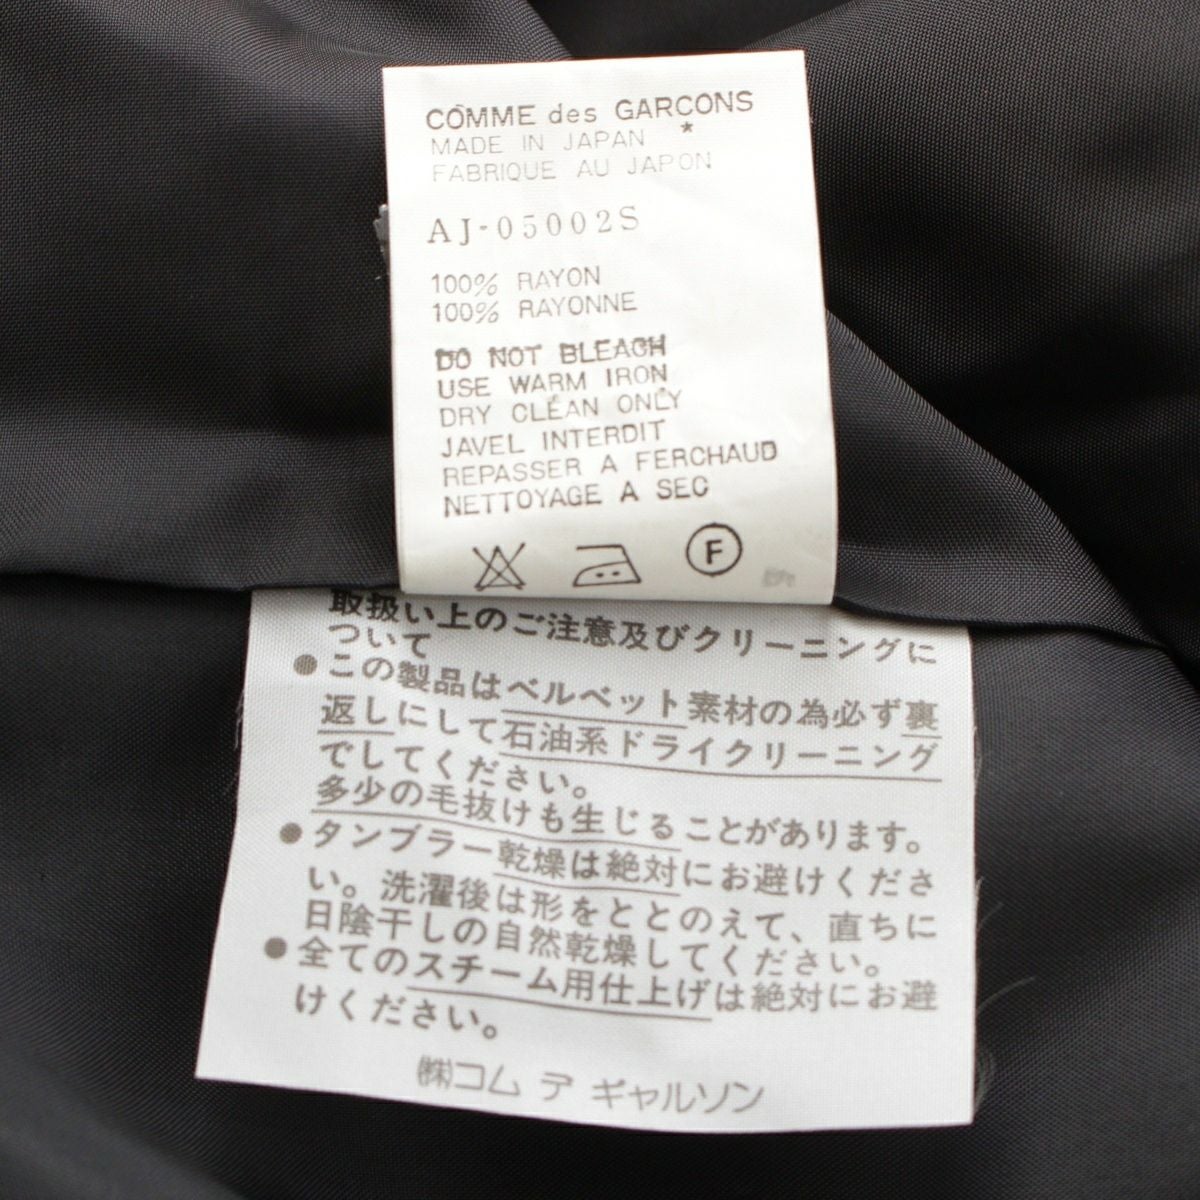 CÔMME des GARÇONS
MADE IN JAPAN *
FABRIQUE AU JAPON
AJ-05002S
100% RAYON
100% RAYONNE
DO NOT BLEACH
USE WARM IRON
DRY CLEAN ONLY
JAVEL INTERDIT
REPASSER A FERCHAUD
NETTOYAGE A SEC
F
取扱い上のご注意及びクリーニングに
ついて
●この製品はベルベット素材の為必ず裏
返しにして石油系ドライクリーニング
でしてください。
多少の毛抜けも生じることがあります。
●タンブラー乾燥は絶対にお避けくださ
い。洗濯後は形をととのえて、直ちに
日陰干しの自然乾燥してください。
●全てのスチーム用仕上げは絶対にお避
けください。
㈱コム デ ギャルソン